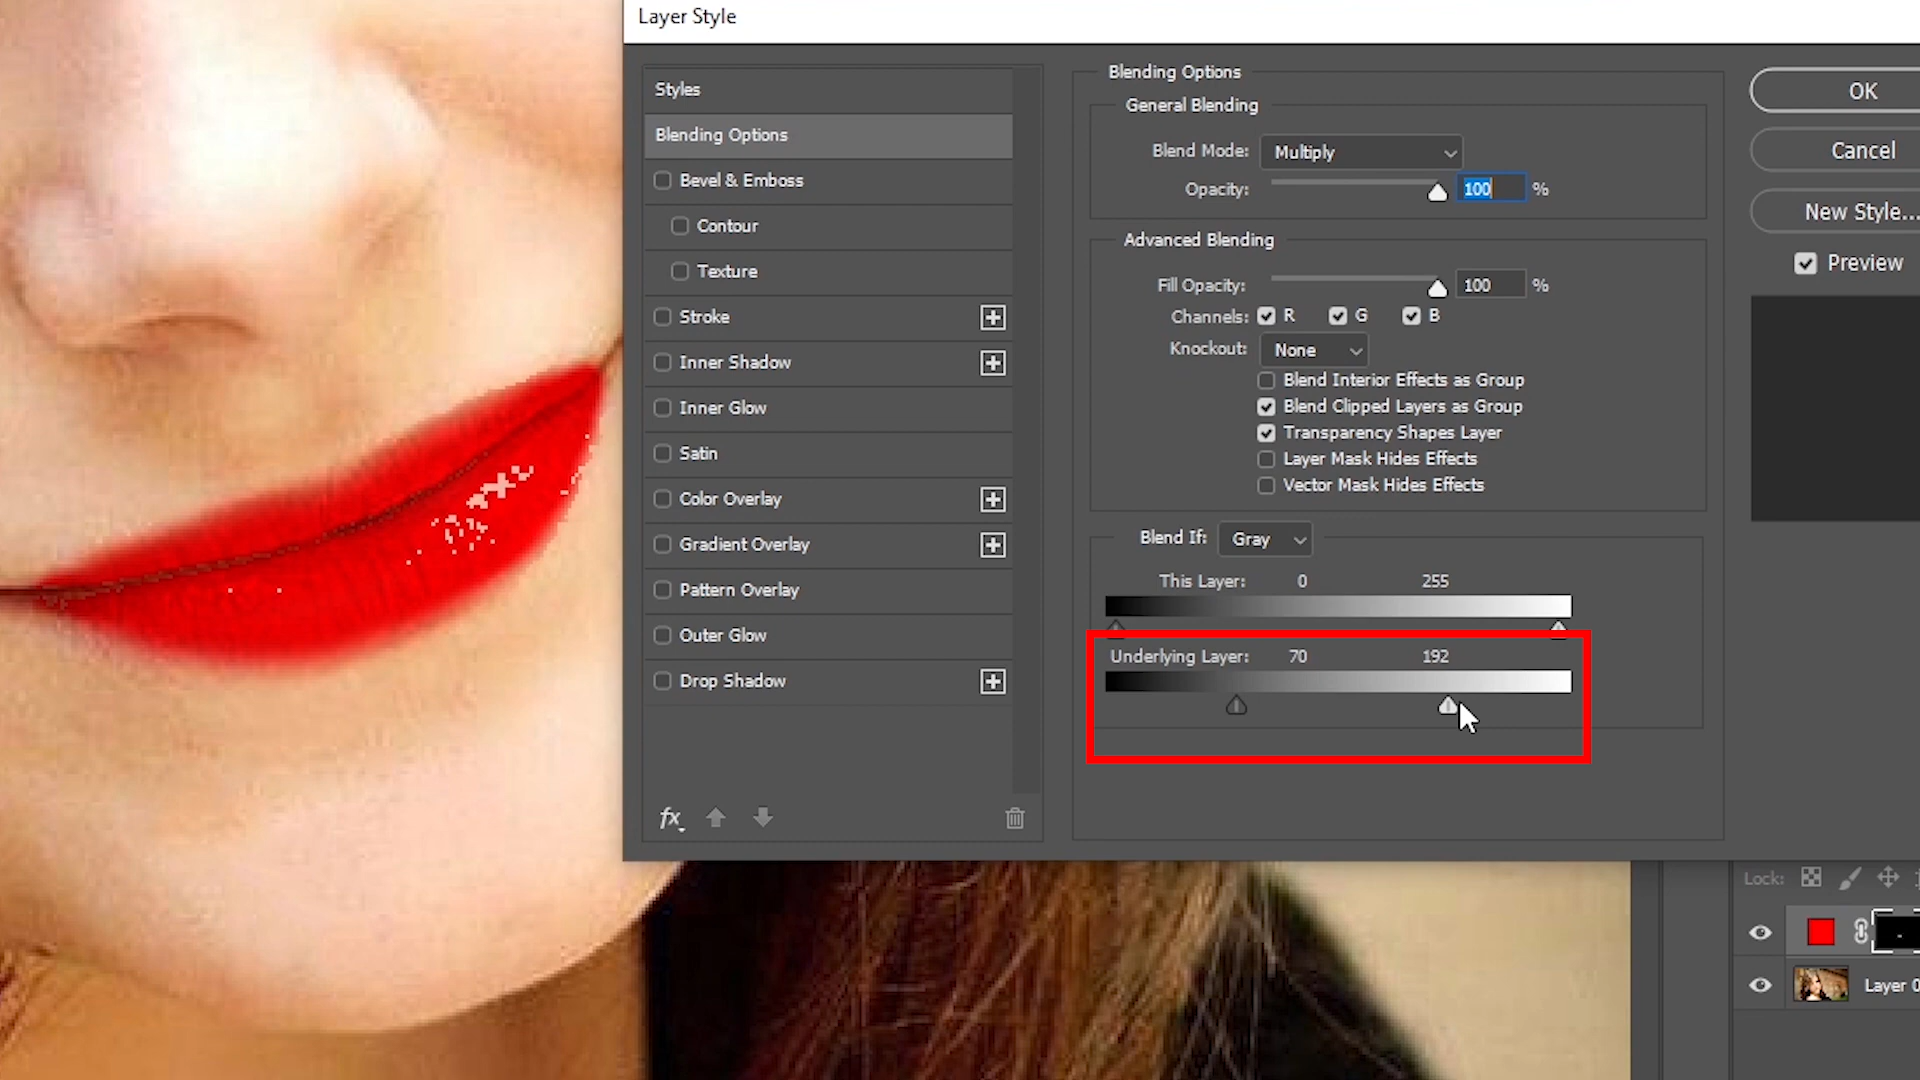 Layer Style
Styles
Blending Options
Bevel & Emboss
Contour
Texture
Stroke
Inner Shadow
Inner Glow
Satin
Color Overlay
Gradient Overlay
Pattern Overlay
Outer Glow
Drop Shadow
fx
Blending Options
General Blending
Blend Mode: Multiply
Opacity: 100 %
Advanced Blending
Fill Opacity: 100 %
Channels: R G B
Knockout: None
Blend Interior Effects as Group
Blend Clipped Layers as Group
Transparency Shapes Layer
Layer Mask Hides Effects
Vector Mask Hides Effects
Blend If: Gray
This Layer: 0 255
Underlying Layer: 70 192
OK
Cancel
New Style...
Preview
Lock:
Layer 0